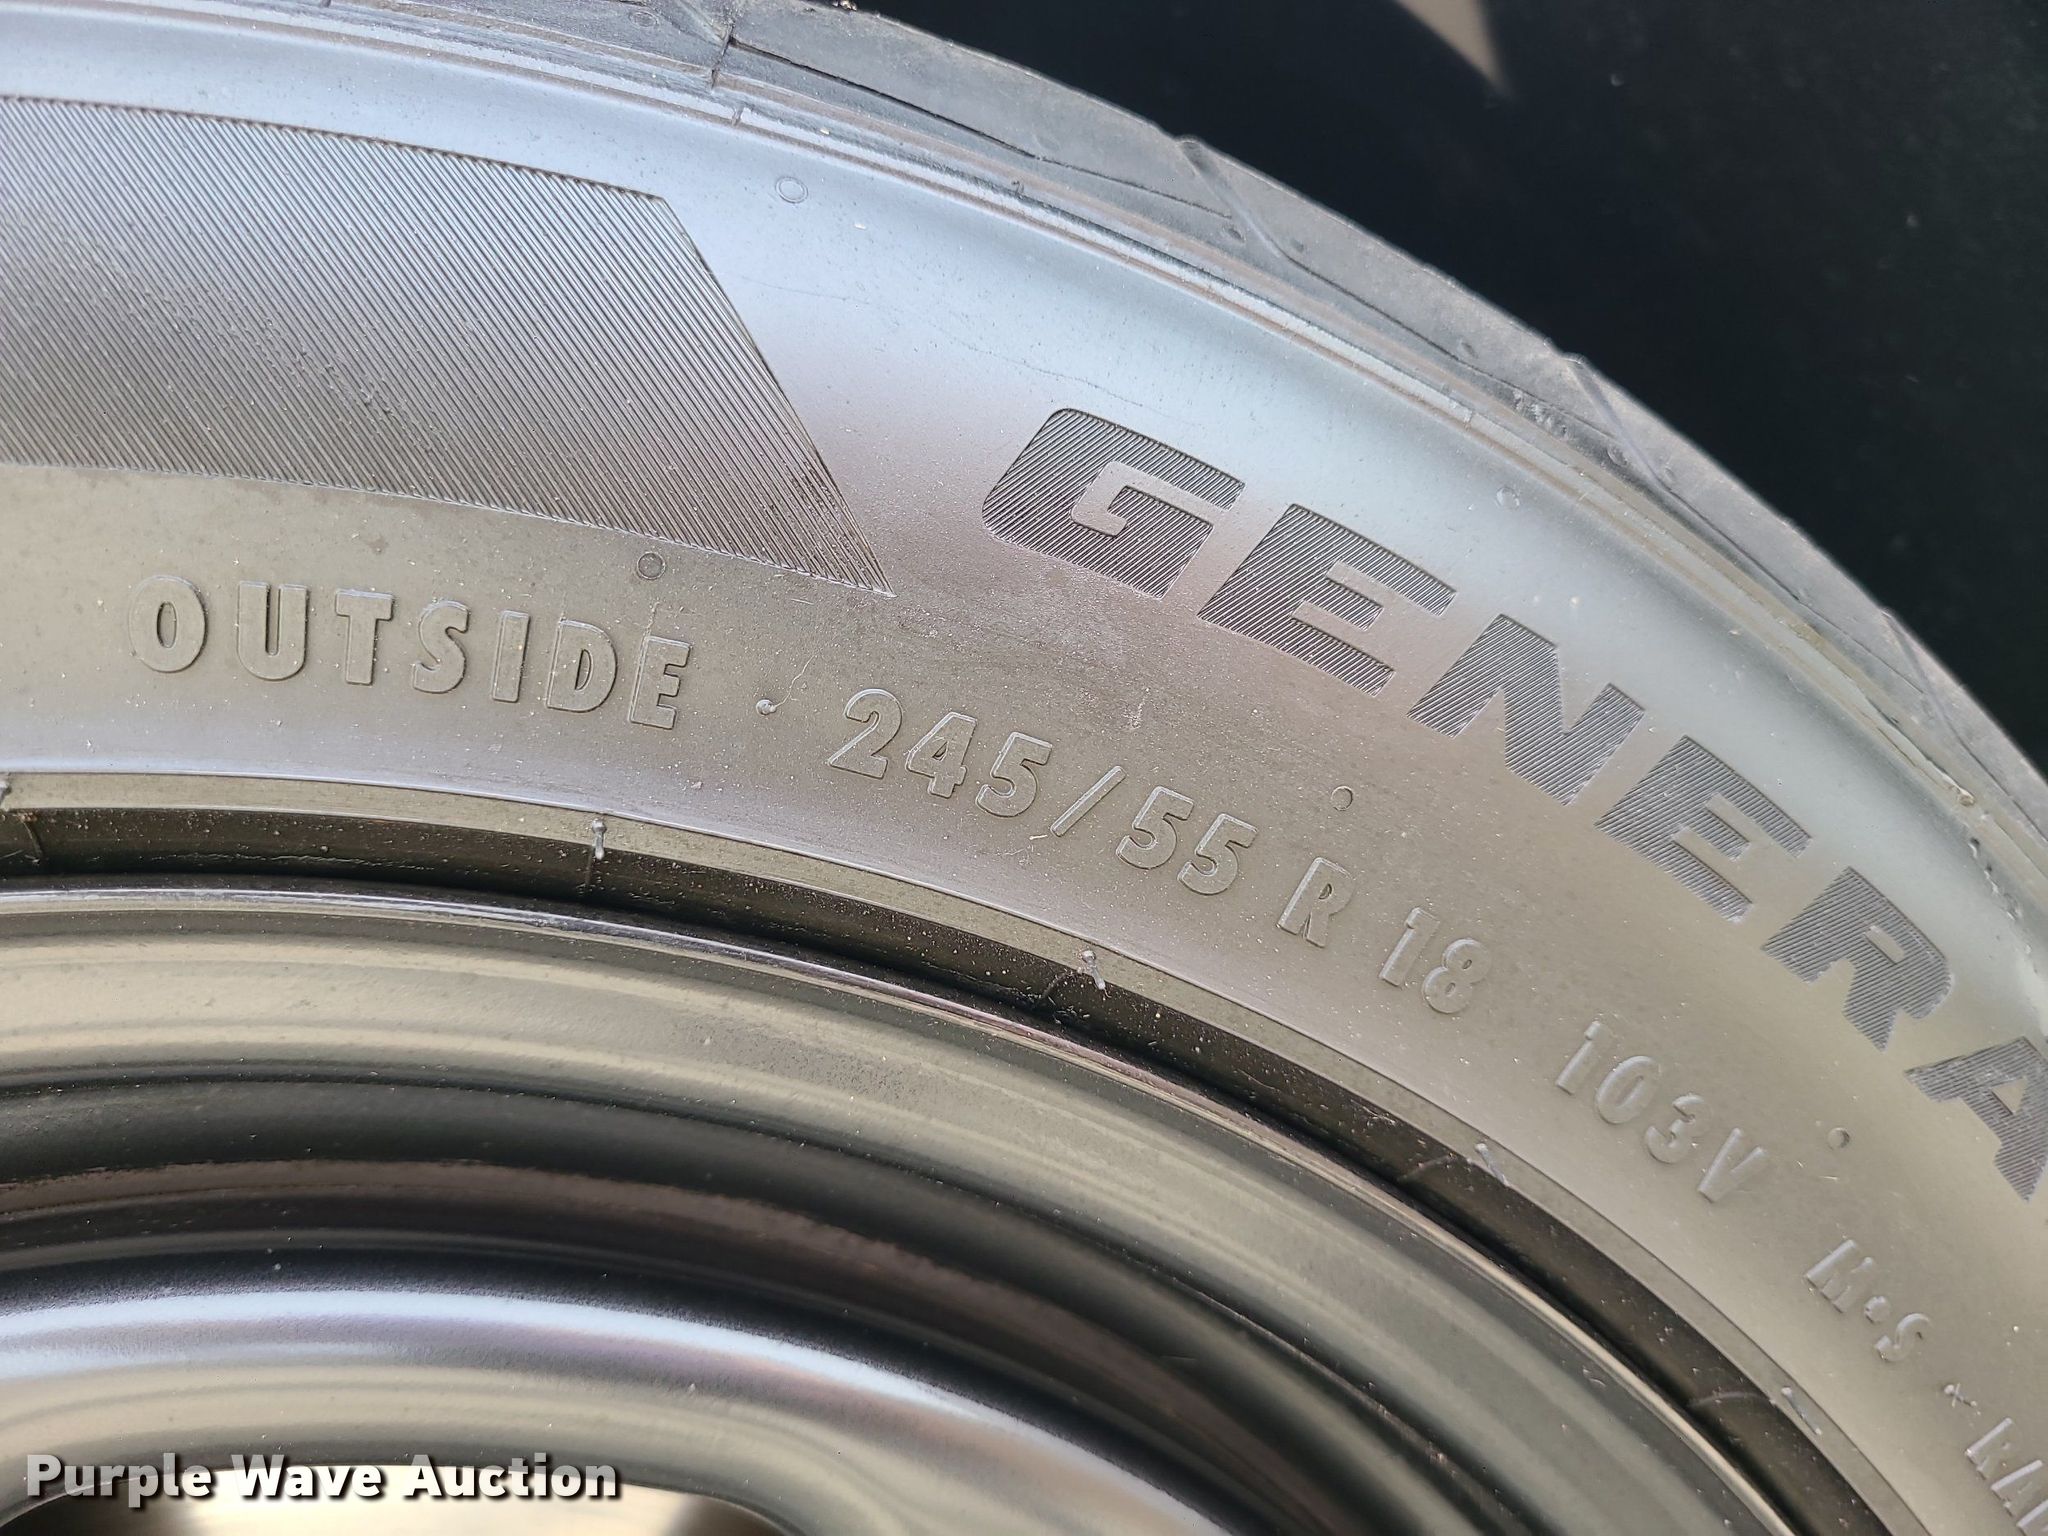 GENERA
OUTSIDE · 245/55 R 18 103V M+S
Purple Wave Auction